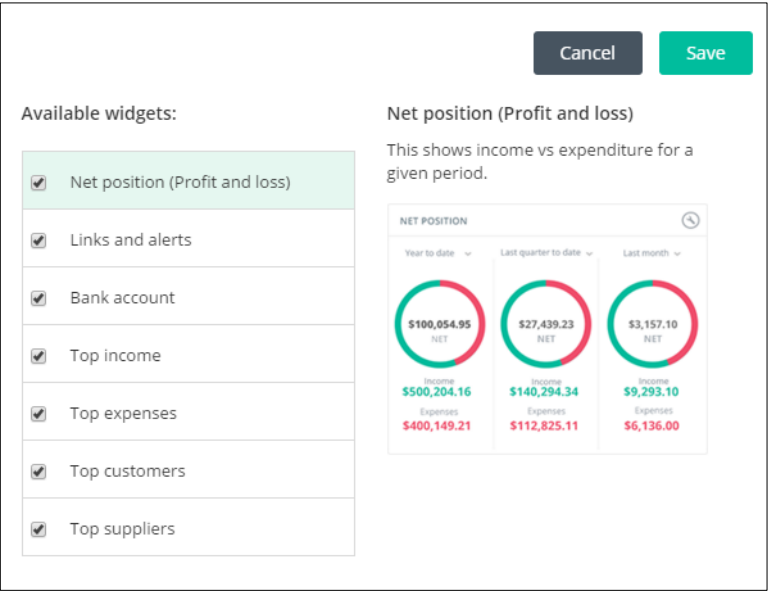 Cancel
Save
Available widgets:
Net position (Profit and loss)
Links and alerts
Bank account
Top income
Top expenses
Top customers
Top suppliers
Net position (Profit and loss)
This shows income vs expenditure for a
given period.
NET POSITION
Year to date
Last quarter to date
Last month
$100,054.95
NET
$27,439.23
NET
$3,157.10
NET
Income
$500,204.16
Income
$140,294.34
Income
$9,293.10
Expenses
$400,149.21
Expenses
$112,825.11
Expenses
$6,136.00